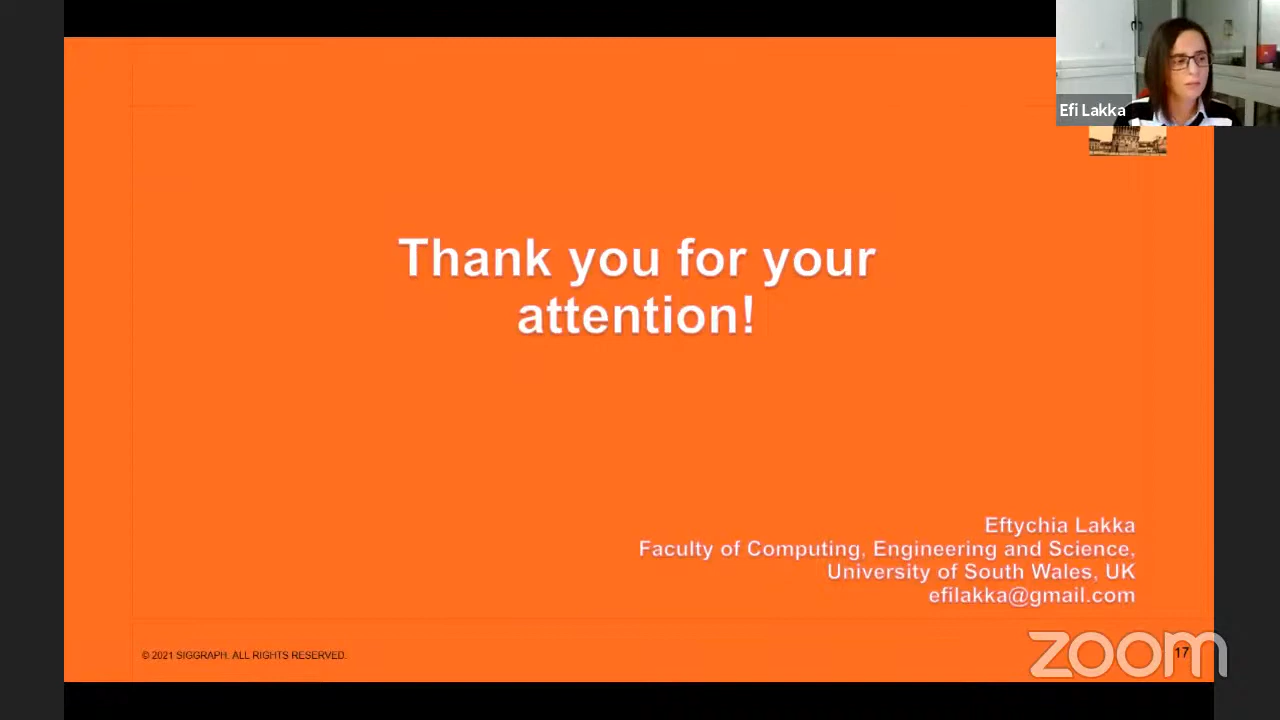 Efi Lakka
Thank you for your
attention!
Eftychia Lakka
Faculty of Computing, Engineering and Science,
University of South Wales, UK
efilakka@gmail.com
© 2021 SIGGRAPH. ALL RIGHTS RESERVED.
zoom
17